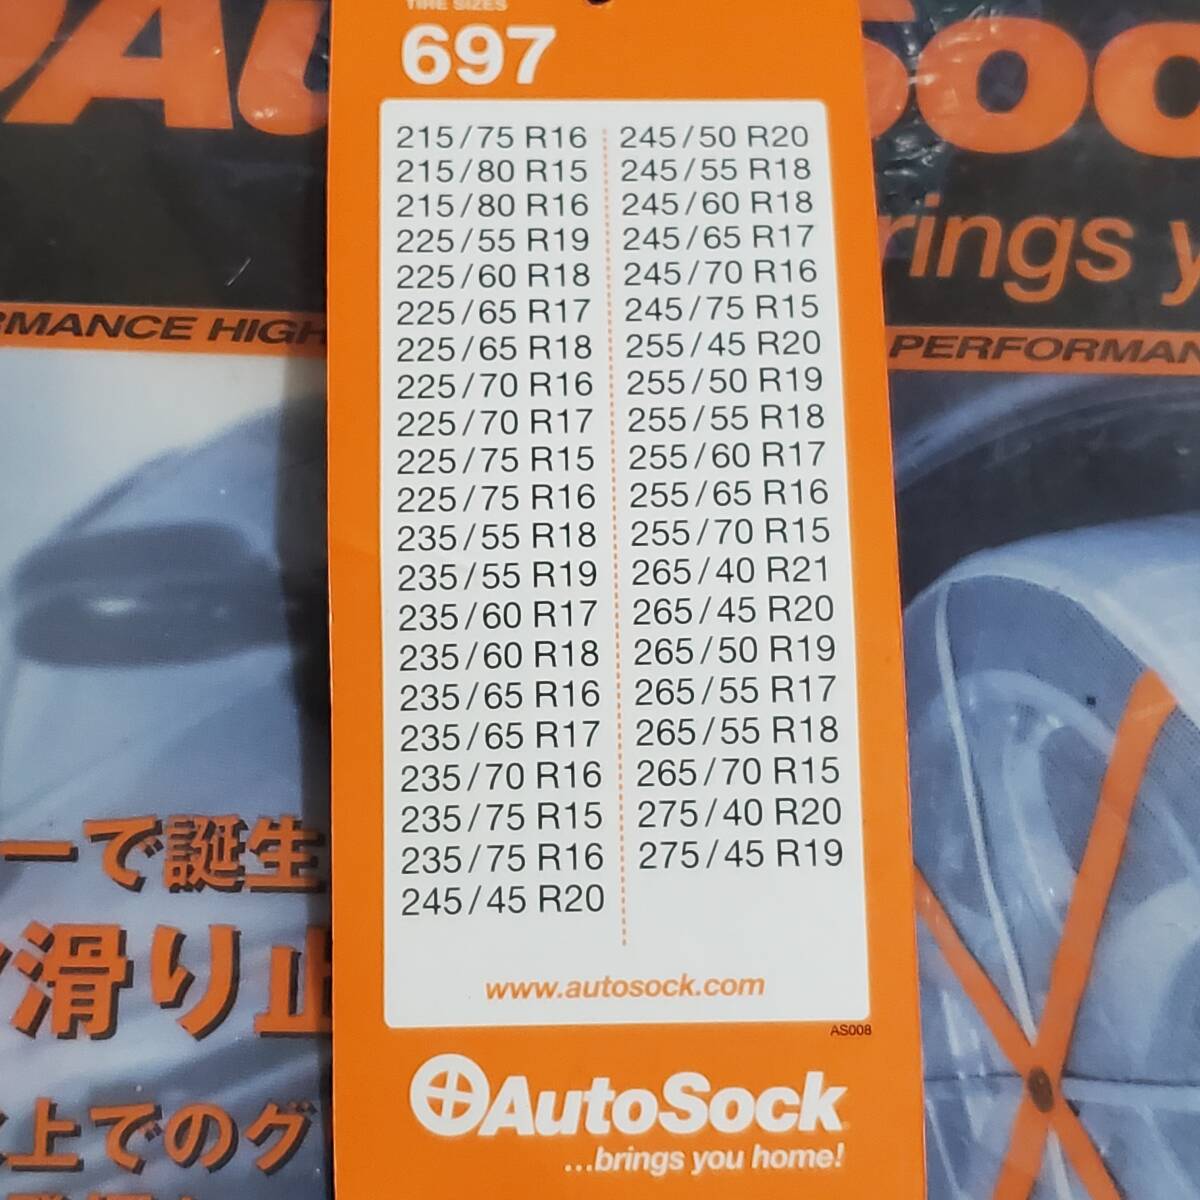 TIRE SIZES
697
215/75 R16
215/80 R15
215/80 R16
225/55 R19
225/60 R18
225/65 R17
225/65 R18
225/70 R16
225/70 R17
225/75 R15
225/75 R16
235/55 R18
235/55 R19
235/60 R17
235/60 R18
235/65 R16
235/65 R17
235/70 R16
235/75 R15
235/75 R16
245/45 R20
245/50 R20
245/55 R18
245/60 R18
245/65 R17
245/70 R16
245/75 R15
255/45 R20
255/50 R19
255/55 R18
255/60 R17
255/65 R16
255/70 R15
265/40 R21
265/45 R20
265/50 R19
265/55 R17
265/55 R18
265/70 R15
275/40 R20
275/45 R19
www.autosock.com
AS008
AutoSock
...brings you home!
Au Soc
rings y
RMANCE HIGH PERFORMAN
ーで誕生
滑り止
上でのグ